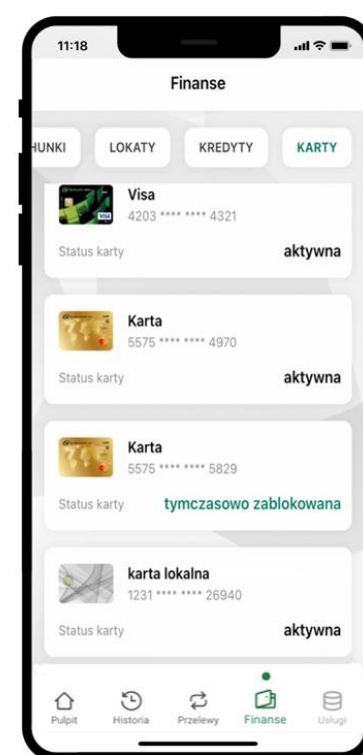 11:18
Finanse
HUNKI LOKATY KREDYTY KARTY
Visa
4203 **** **** 4321
VISA
Status karty aktywna
Karta
5575 **** **** 4970
Status karty aktywna
Karta
5575 **** **** 5829
Status karty tymczasowo zablokowana
karta lokalna
1231 **** **** 26940
Status karty aktywna
Pulpit Historia Przelewy Finanse Usługi